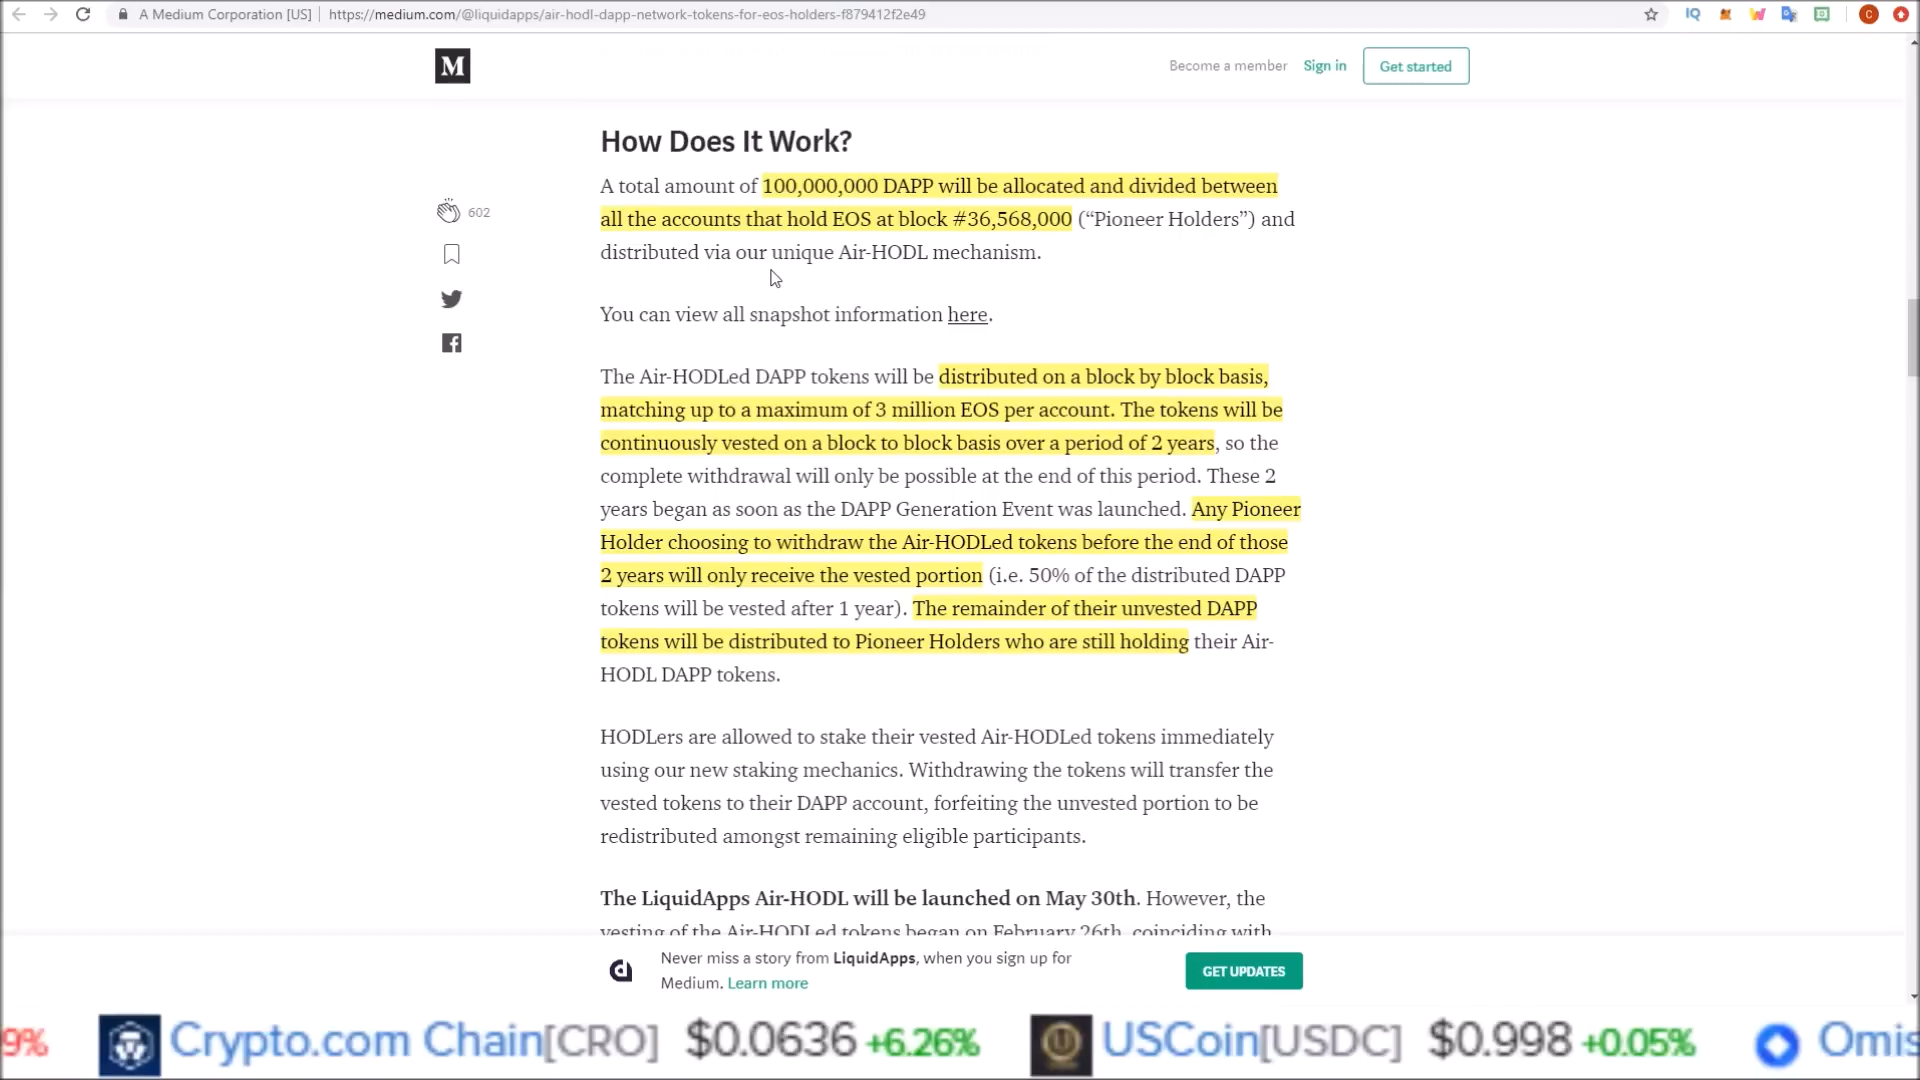 A Medium Corporation [US] | https://medium.com/@liquidapps/air-hodl-dapp-network-tokens-for-eos-holders-f879412f2e49
M
Become a member Sign in Get started
How Does It Work?
A total amount of 100,000,000 DAPP will be allocated and divided between
all the accounts that hold EOS at block #36,568,000 (“Pioneer Holders”) and
distributed via our unique Air-HODL mechanism.
602
You can view all snapshot information here.
The Air-HODLed DAPP tokens will be distributed on a block by block basis,
matching up to a maximum of 3 million EOS per account. The tokens will be
continuously vested on a block to block basis over a period of 2 years, so the
complete withdrawal will only be possible at the end of this period. These 2
years began as soon as the DAPP Generation Event was launched. Any Pioneer
Holder choosing to withdraw the Air-HODLed tokens before the end of those
2 years will only receive the vested portion (i.e. 50% of the distributed DAPP
tokens will be vested after 1 year). The remainder of their unvested DAPP
tokens will be distributed to Pioneer Holders who are still holding their Air-
HODL DAPP tokens.
HODLers are allowed to stake their vested Air-HODLed tokens immediately
using our new staking mechanics. Withdrawing the tokens will transfer the
vested tokens to their DAPP account, forfeiting the unvested portion to be
redistributed amongst remaining eligible participants.
The LiquidApps Air-HODL will be launched on May 30th. However, the
vesting of the Air-HODLed tokens began on February 26th, coinciding with
Never miss a story from LiquidApps, when you sign up for
Medium. Learn more
GET UPDATES
9% Crypto.com Chain[CRO] $0.0636 +6.26% USCoin[USDC] $0.998 +0.05% Omis